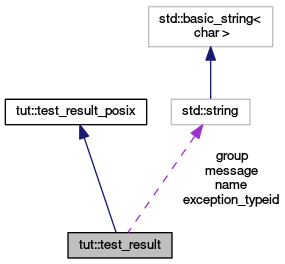 std::basic_string<
char >
tut::test_result_posix
std::string
group
message
name
exception_typeid
tut::test_result